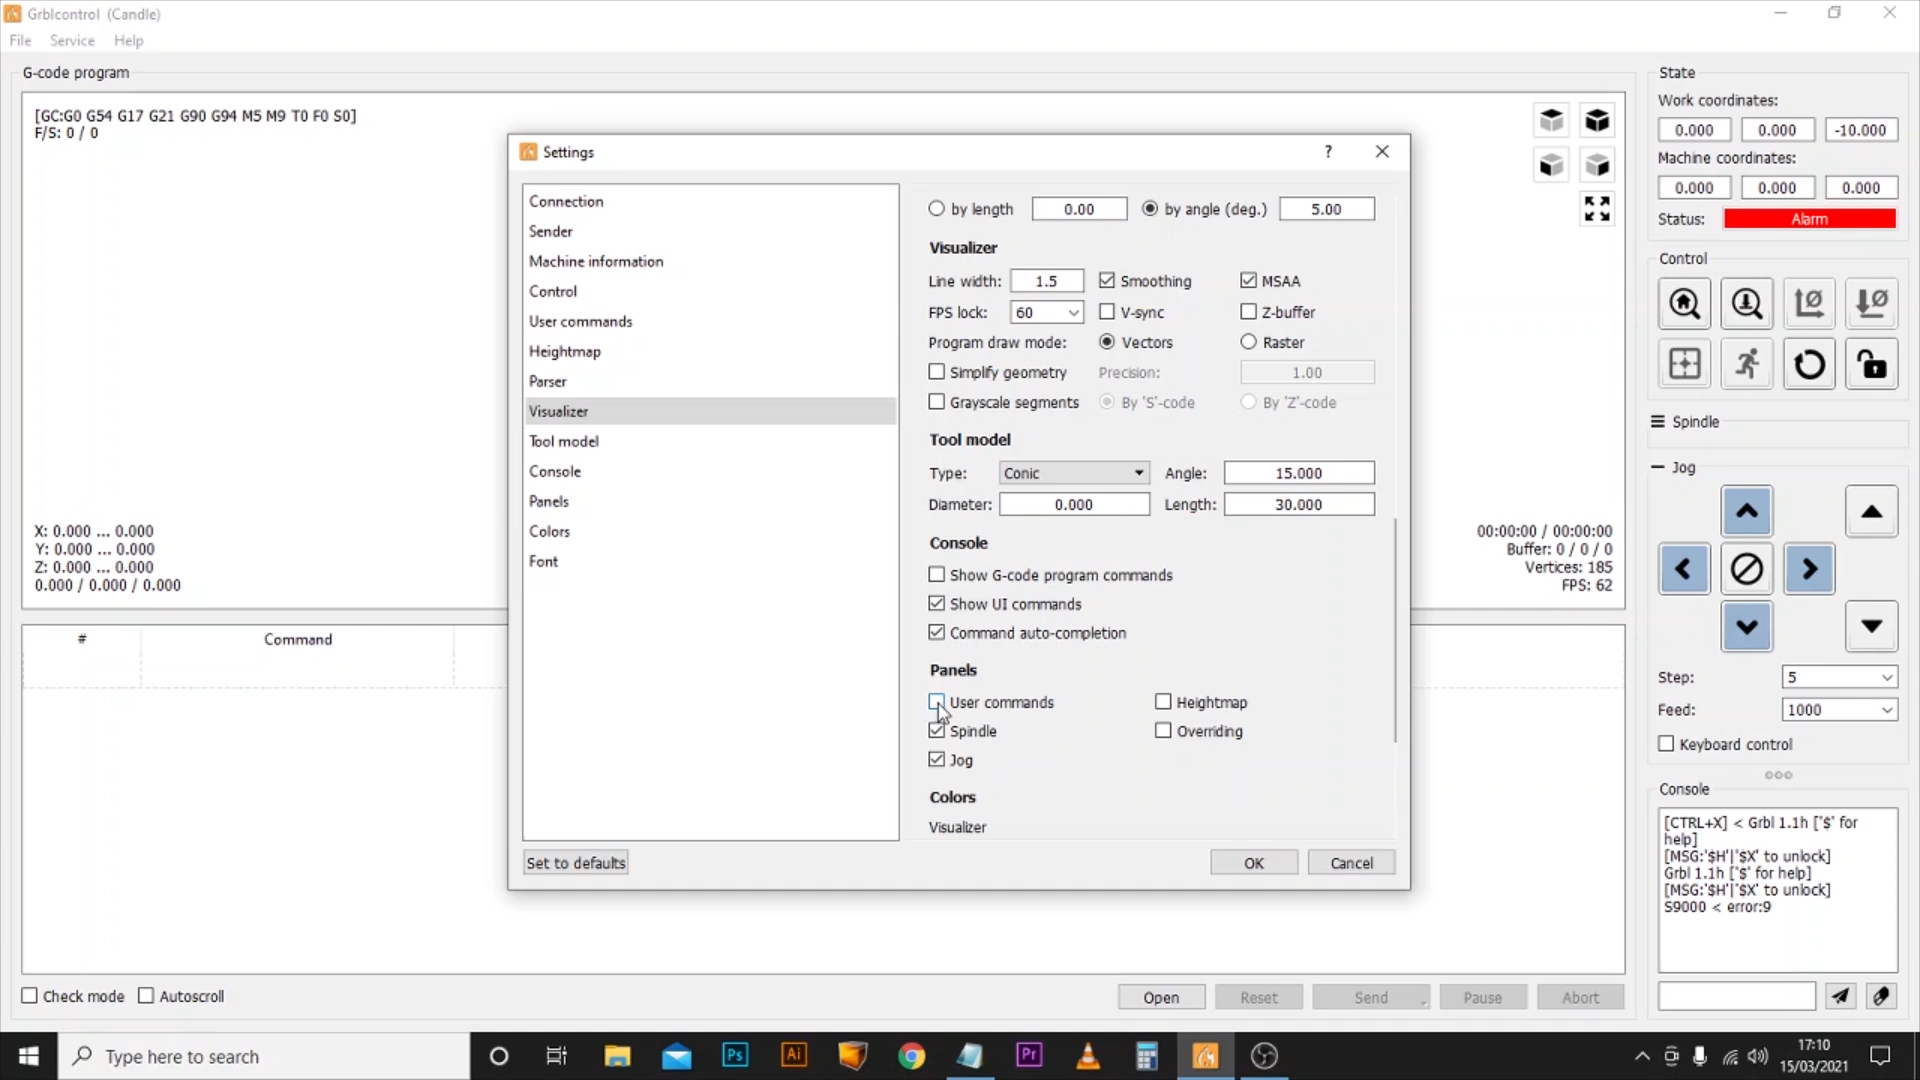 Grblcontrol (Candle)
File Service Help
G-code program
[GC:G0 G54 G17 G21 G90 G94 M5 M9 T0 F0 S0]
F/S: 0 / 0
X: 0.000 ... 0.000
Y: 0.000 ... 0.000
Z: 0.000 ... 0.000
0.000 / 0.000 / 0.000
00:00:00 / 00:00:00
Buffer: 0 / 0 / 0
Vertices: 185
FPS: 62
# Command
Check mode Autoscroll
Open Reset Send Pause Abort
Settings ?
Connection
Sender
Machine information
Control
User commands
Heightmap
Parser
Visualizer
Tool model
Console
Panels
Colors
Font
by length 0.00 by angle (deg.) 5.00
Visualizer
Line width: 1.5 Smoothing MSAA
FPS lock: 60 V-sync Z-buffer
Program draw mode: Vectors Raster
Simplify geometry Precision: 1.00
Grayscale segments By 'S'-code By 'Z'-code
Tool model
Type: Conic Angle: 15.000
Diameter: 0.000 Length: 30.000
Console
Show G-code program commands
Show UI commands
Command auto-completion
Panels
User commands Heightmap
Spindle Overriding
Jog
Colors
Visualizer
Set to defaults OK Cancel
State
Work coordinates:
0.000 0.000 -10.000
Machine coordinates:
0.000 0.000 0.000
Status: Alarm
Control
Spindle
Jog
Step: 5
Feed: 1000
Keyboard control
Console
[CTRL+X] < Grbl 1.1h ['$' for
help]
[MSG:'$H'|'$X' to unlock]
Grbl 1.1h ['$' for help]
[MSG:'$H'|'$X' to unlock]
S9000 < error:9
Type here to search
Ps Ai Pr
17:10
15/03/2021